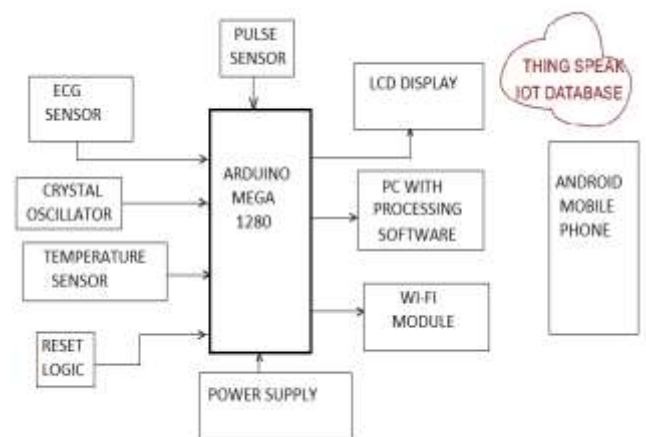 PULSE
SENSOR
ECG
SENSOR
LCD DISPLAY
THING SPEAK
IOT DATABASE
ARDUINO
MEGA
1280
CRYSTAL
OSCILLATOR
PC WITH
PROCESSING
SOFTWARE
ANDROID
MOBILE
PHONE
TEMPERATURE
SENSOR
WI-FI
MODULE
RESET
LOGIC
POWER SUPPLY